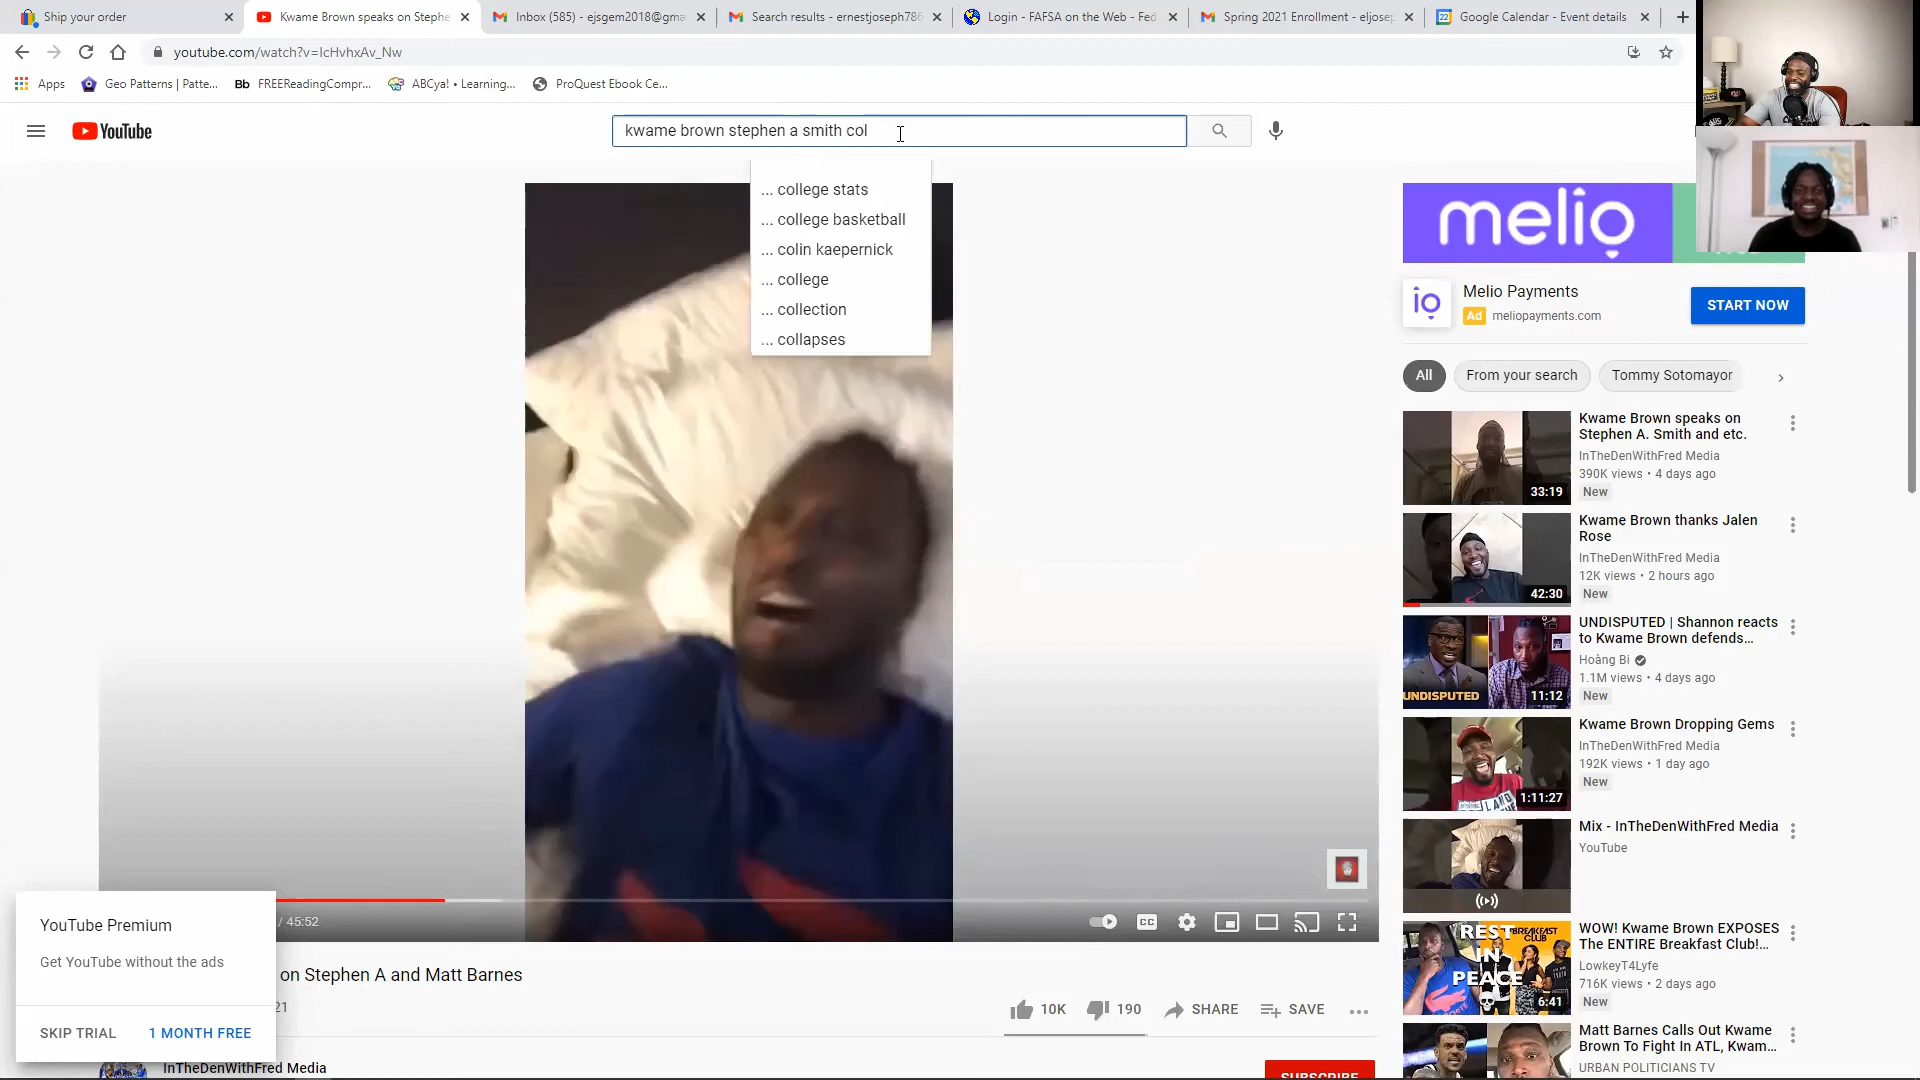 Ship your order
Kwame Brown speaks on Stephe
Inbox (585) - ejsgem2018@gma
Search results - ernestjoseph786
Login - FAFSA on the Web - Fed
Spring 2021 Enrollment - eljosep
22 Google Calendar - Event details
youtube.com/watch?v=IcHvhxAv_Nw
Apps
Geo Patterns | Patte...
Bb FREEReadingCompr...
ABCya! • Learning...
ProQuest Ebook Ce...
YouTube
kwame brown stephen a smith col
... college stats
... college basketball
... colin kaepernick
... college
... collection
... collapses
melio
Melio Payments
Ad meliopayments.com
START NOW
All
From your search
Tommy Sotomayor
Kwame Brown speaks on
Stephen A. Smith and etc.
InTheDenWithFred Media
390K views • 4 days ago
New
33:19
Kwame Brown thanks Jalen
Rose
InTheDenWithFred Media
12K views • 2 hours ago
New
42:30
UNDISPUTED | Shannon reacts
to Kwame Brown defends...
Hoàng Bi
1.1M views • 4 days ago
New
UNDISPUTED
11:12
Kwame Brown Dropping Gems
InTheDenWithFred Media
192K views • 1 day ago
New
1:11:27
Mix - InTheDenWithFred Media
YouTube
WOW! Kwame Brown EXPOSES
The ENTIRE Breakfast Club!...
LowkeyT4Lyfe
716K views • 2 days ago
New
REST
IN
PEACE
BREAKFAST
CLUB
6:41
Matt Barnes Calls Out Kwame
Brown To Fight In ATL, Kwam...
URBAN POLITICIANS TV
/ 45:52
CC
YouTube Premium
Get YouTube without the ads
SKIP TRIAL
1 MONTH FREE
on Stephen A and Matt Barnes
21
10K
190
SHARE
SAVE
InTheDenWithFred Media
SUBSCRIBE